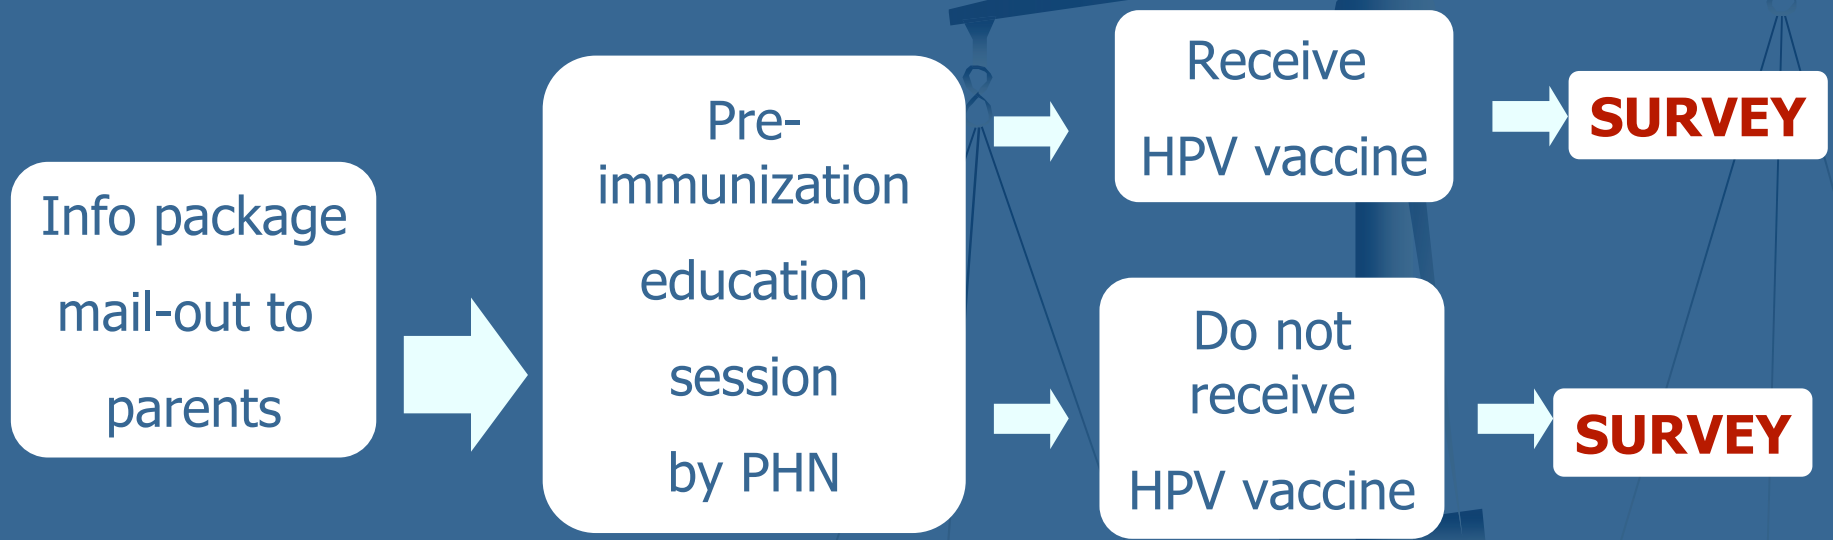 Info package
mail-out to
parents
Pre-
immunization
education
session
by PHN
Receive
HPV vaccine
SURVEY
Do not
receive
HPV vaccine
SURVEY